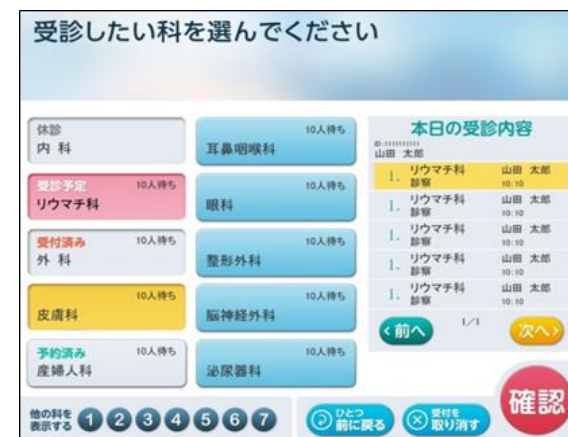 受診したい科を選んでください
休診
内 科
10人待ち
耳鼻咽喉科
受診予定 10人待ち
リウマチ科
10人待ち
眼科
受付済み 10人待ち
外 科
10人待ち
整形外科
10人待ち
皮膚科
10人待ち
脳神経外科
予約済み 10人待ち
産婦人科
10人待ち
泌尿器科
本日の受診内容
山田 太郎
1. リウマチ科 山田 太郎
診察 10:10
1. リウマチ科 山田 太郎
診察 10:10
1. リウマチ科 山田 太郎
診察 10:10
1. リウマチ科 山田 太郎
診察 10:10
1. リウマチ科 山田 太郎
診察 10:10
前へ 1/1 次へ
他の科を
表示する 1 2 3 4 5 6 7
ひとつ
前に戻る
受付を
取り消す
確認